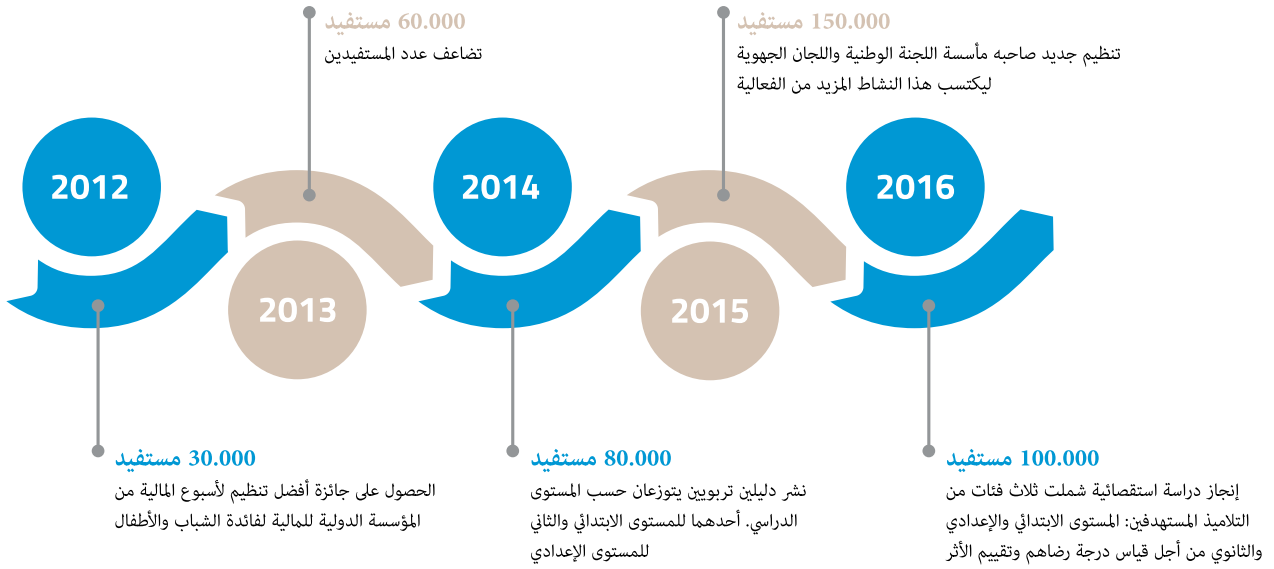 2012
30.000 مستفيد
الحصول على جائزة أفضل تنظيم لأسبوع المالية من
المؤسسة الدولية للمالية لفائدة الشباب والأطفال
60.000 مستفيد
تضاعف عدد المستفيدين
2013
2014
80.000 مستفيد
نشر دليلين تربويين يتوزعان حسب المستوى
الدراسي. أحدهما للمستوى الابتدائي والثاني
للمستوى الإعدادي
150.000 مستفيد
تنظيم جديد صاحبه مأسسة اللجنة الوطنية واللجان الجهوية
ليكتسب هذا النشاط المزيد من الفعالية
2015
2016
100.000 مستفيد
إنجاز دراسة استقصائية شملت ثلاث فئات من
التلاميذ المستهدفين: المستوى الابتدائي والإعدادي
والثانوي من أجل قياس درجة رضاهم وتقييم الأثر